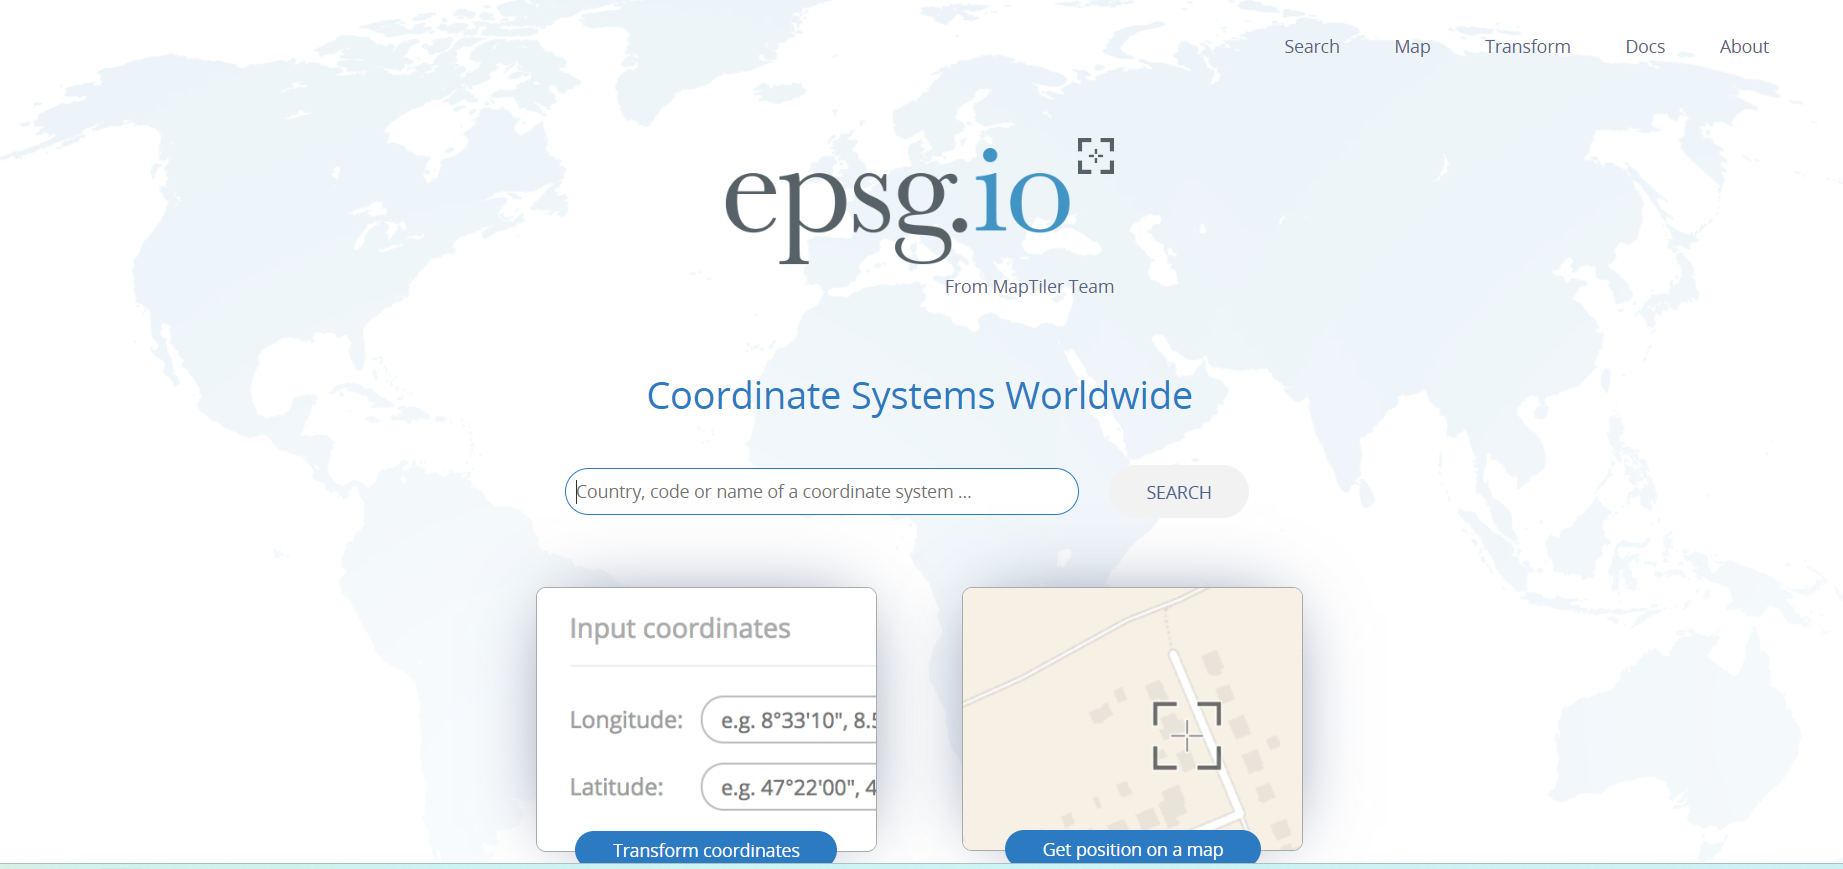 Search Map Transform Docs About
epsg.io
From MapTiler Team
Coordinate Systems Worldwide
Country, code or name of a coordinate system ...
SEARCH
Input coordinates
Longitude: e.g. 8°33'10", 8.5
Latitude: e.g. 47°22'00", 4
Transform coordinates
Get position on a map